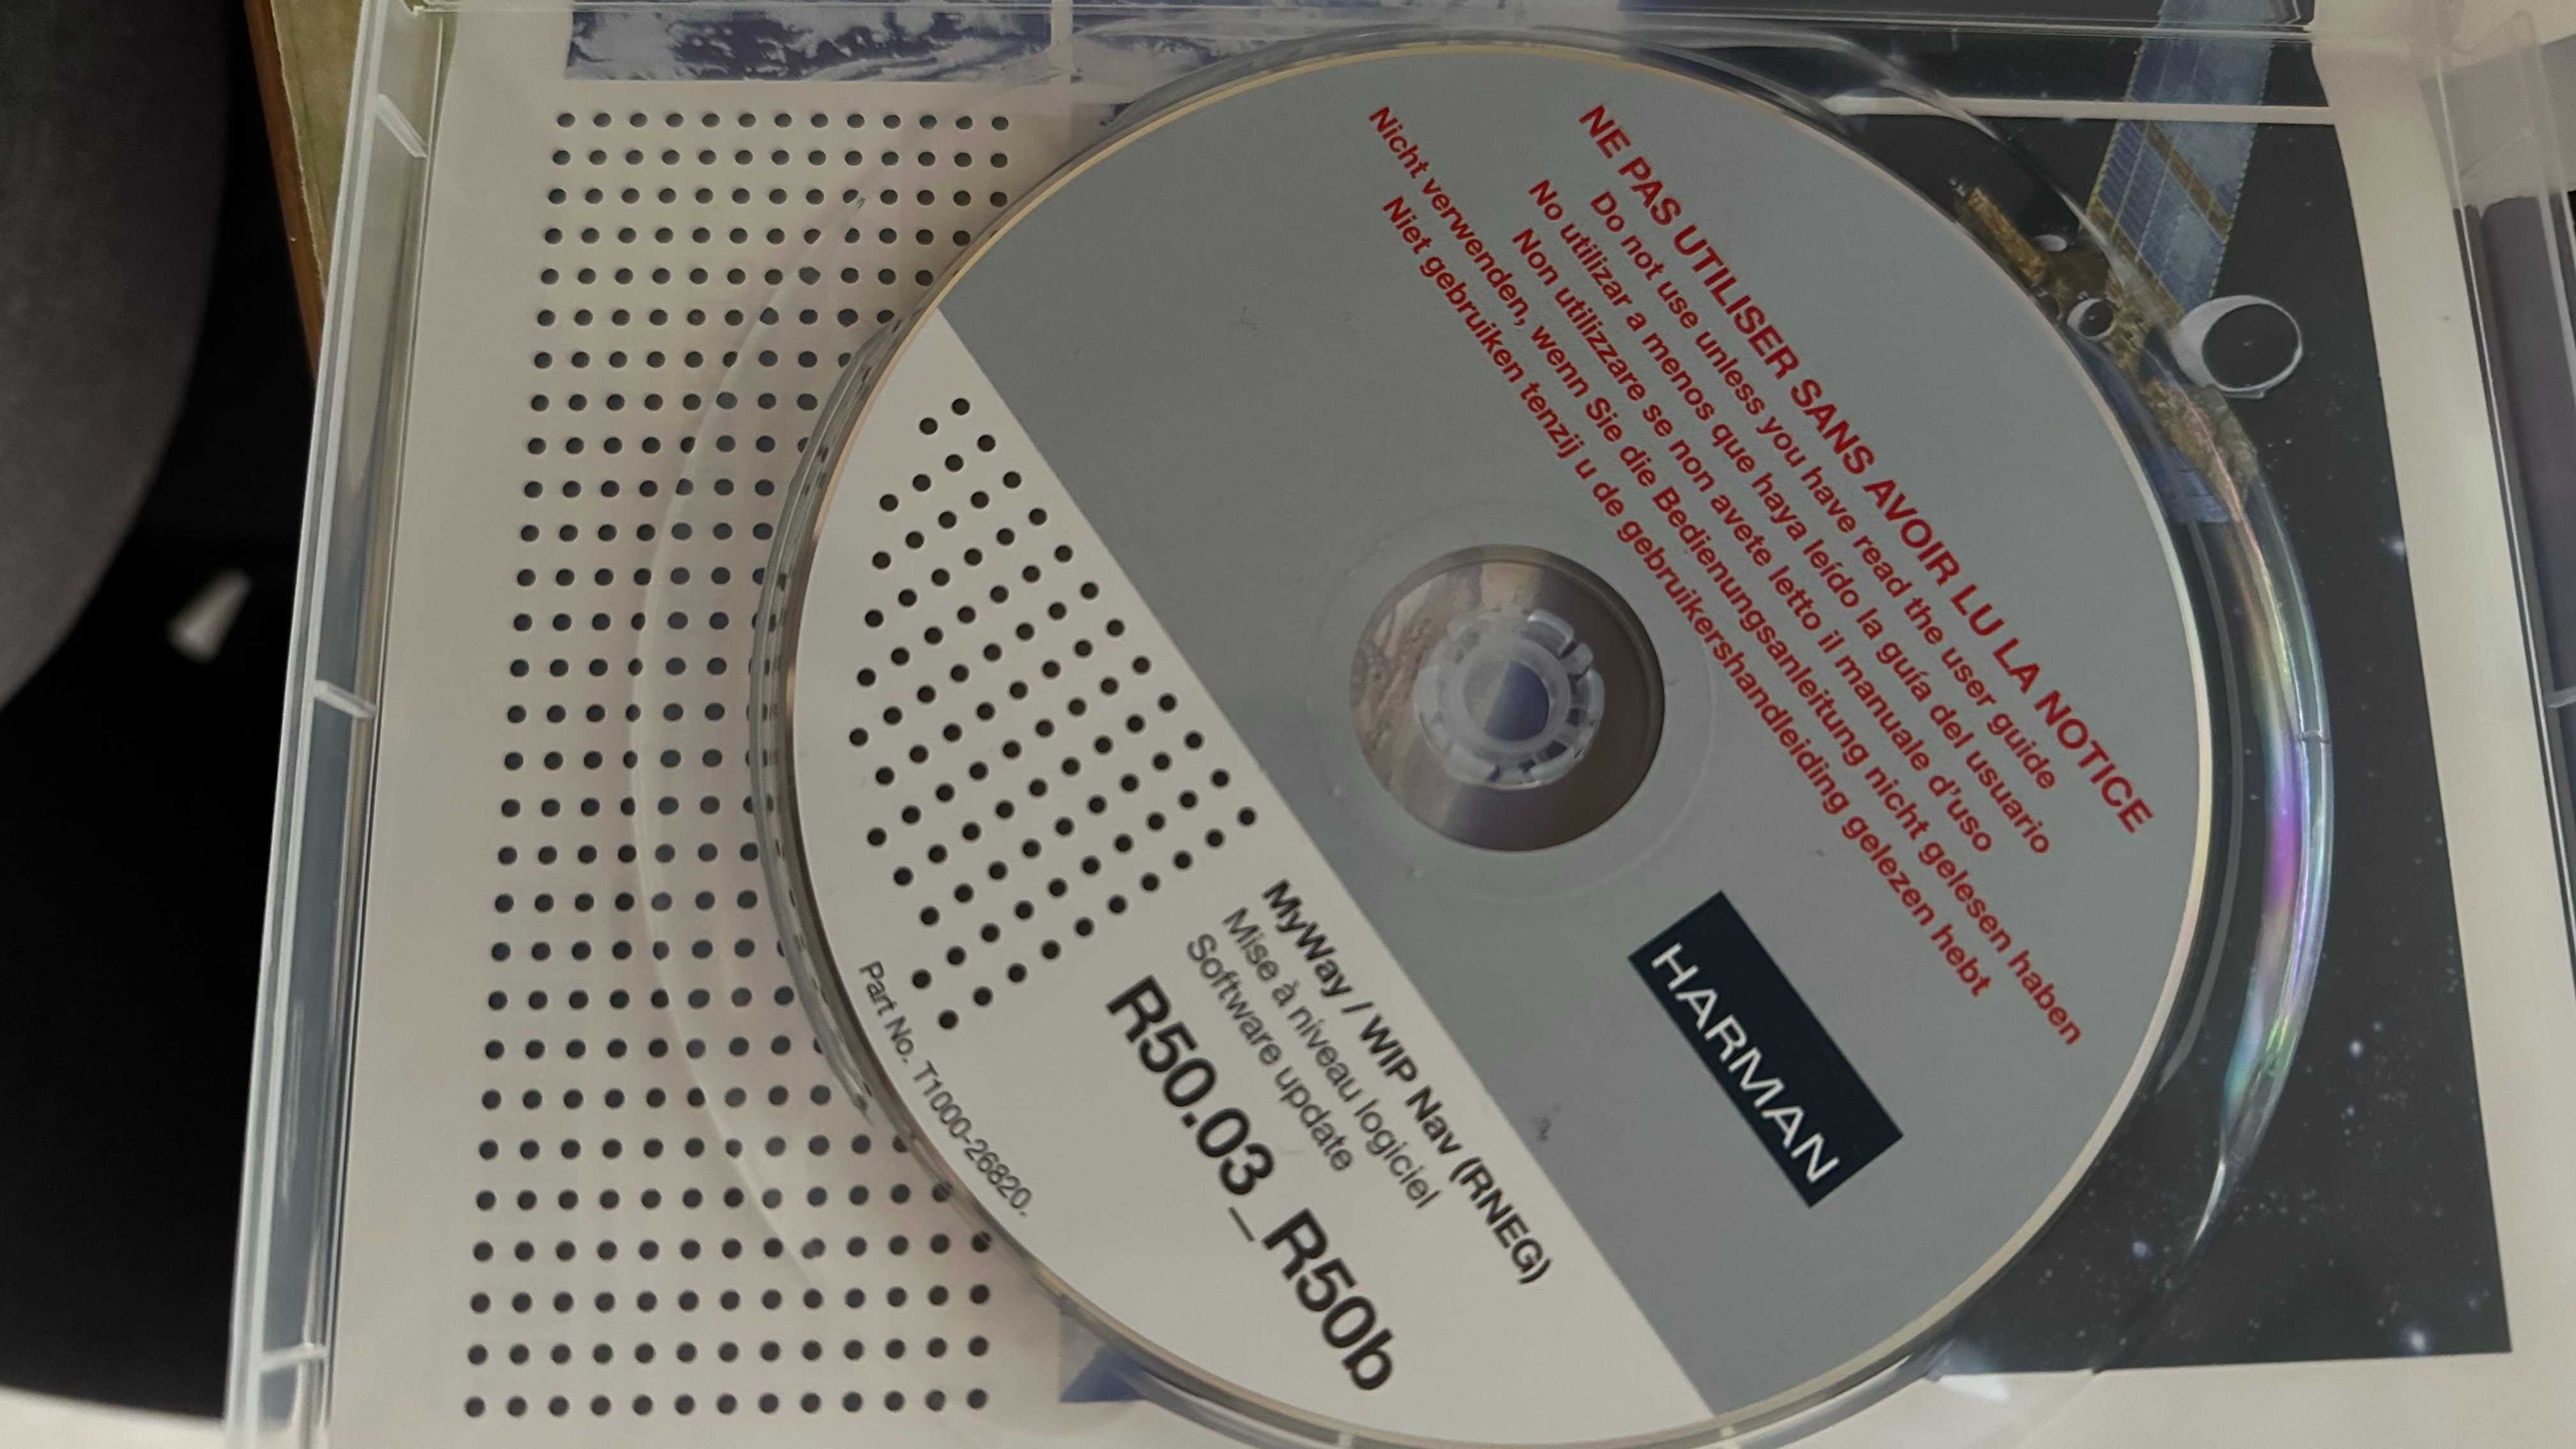 NE PAS UTILISER SANS AVOIR LU LA NOTICE
Do not use unless you have read the user guide
No utilizar a menos que haya leído la guía del usuario
Non utilizzare se non avete letto il manuale d'uso
Nicht verwenden, wenn Sie die Bedienungsanleitung nicht gelesen haben
Niet gebruiken tenzij u de gebruikershandleiding gelezen hebt
HARMAN
MyWay / WIP Nav (RNEG)
Mise à niveau logiciel
Software update
R50.03_R50b
Part No. T1000-26820.